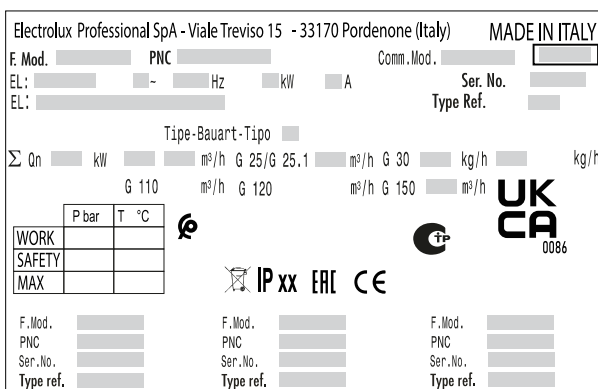 Electrolux Professional SpA - Viale Treviso 15 - 33170 Pordenone (Italy) MADE IN ITALY
F. Mod. PNC Comm.Mod.
EL: ~ Hz kW A Ser. No.
EL: Type Ref.
Tipe-Bauart-Tipo
Σ Qn kW m³/h G 25/G 25.1 m³/h G 30 kg/h kg/h
G 110 m³/h G 120 m³/h G 150 m³/h
UK
CA
0086
P bar T °C
WORK
SAFETY
MAX
IP xx EAC CE
F.Mod. F.Mod. F.Mod.
PNC PNC PNC
Ser.No. Ser.No. Ser.No.
Type ref. Type ref. Type ref.